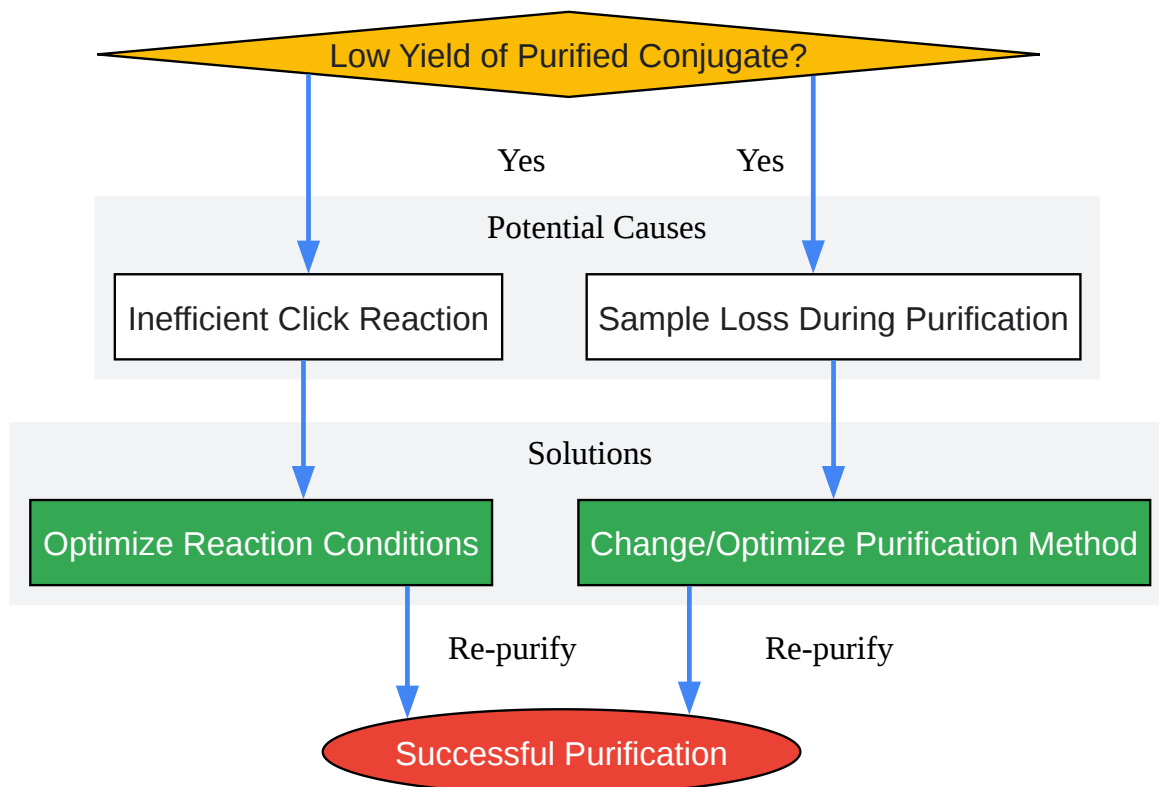 Low Yield of Purified Conjugate?
Yes
Yes
Potential Causes
Inefficient Click Reaction
Sample Loss During Purification
Solutions
Optimize Reaction Conditions
Change/Optimize Purification Method
Re-purify
Re-purify
Successful Purification